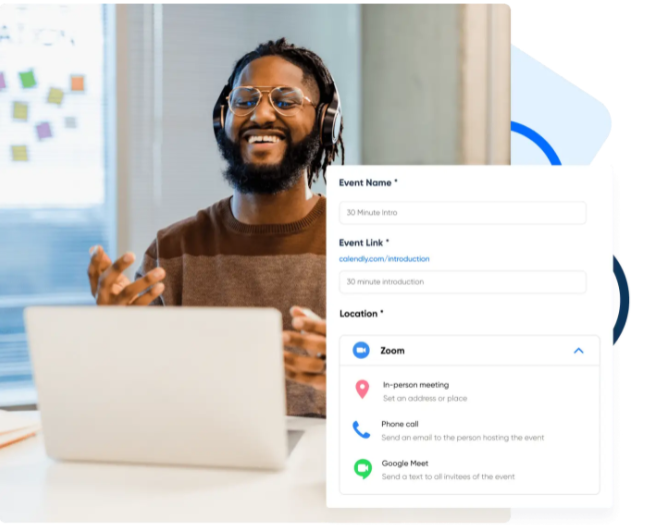 Event Name *
30 Minute Intro
Event Link *
calendly.com/introduction
30 minute introduction
Location *
Zoom
In-person meeting
Set an address or place
Phone call
Send an email to the person hosting the event
Google Meet
Send a text to all invitees of the event